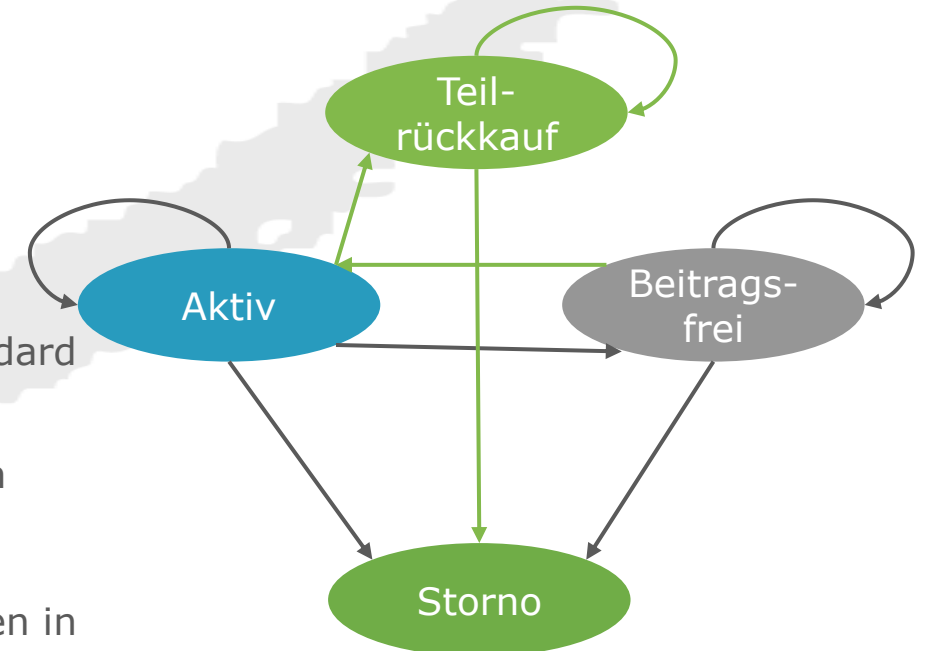 Teil-
rückkauf
Aktiv
Beitrags-
frei
dard
n
en in
Storno